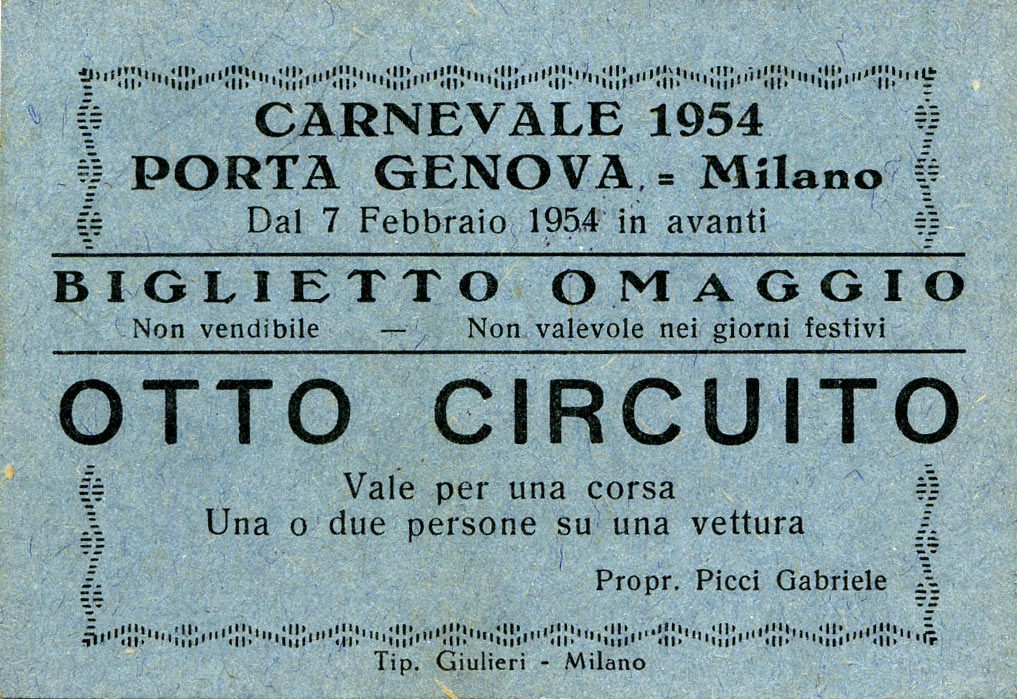 CARNEVALE 1954
PORTA GENOVA, = Milano
Dal 7 Febbraio 1954 in avanti
BIGLIETTO OMAGGIO
Non vendibile — Non valevole nei giorni festivi
OTTO CIRCUITO
Vale per una corsa
Una o due persone su una vettura
Propr. Picci Gabriele
Tip. Giulieri - Milano